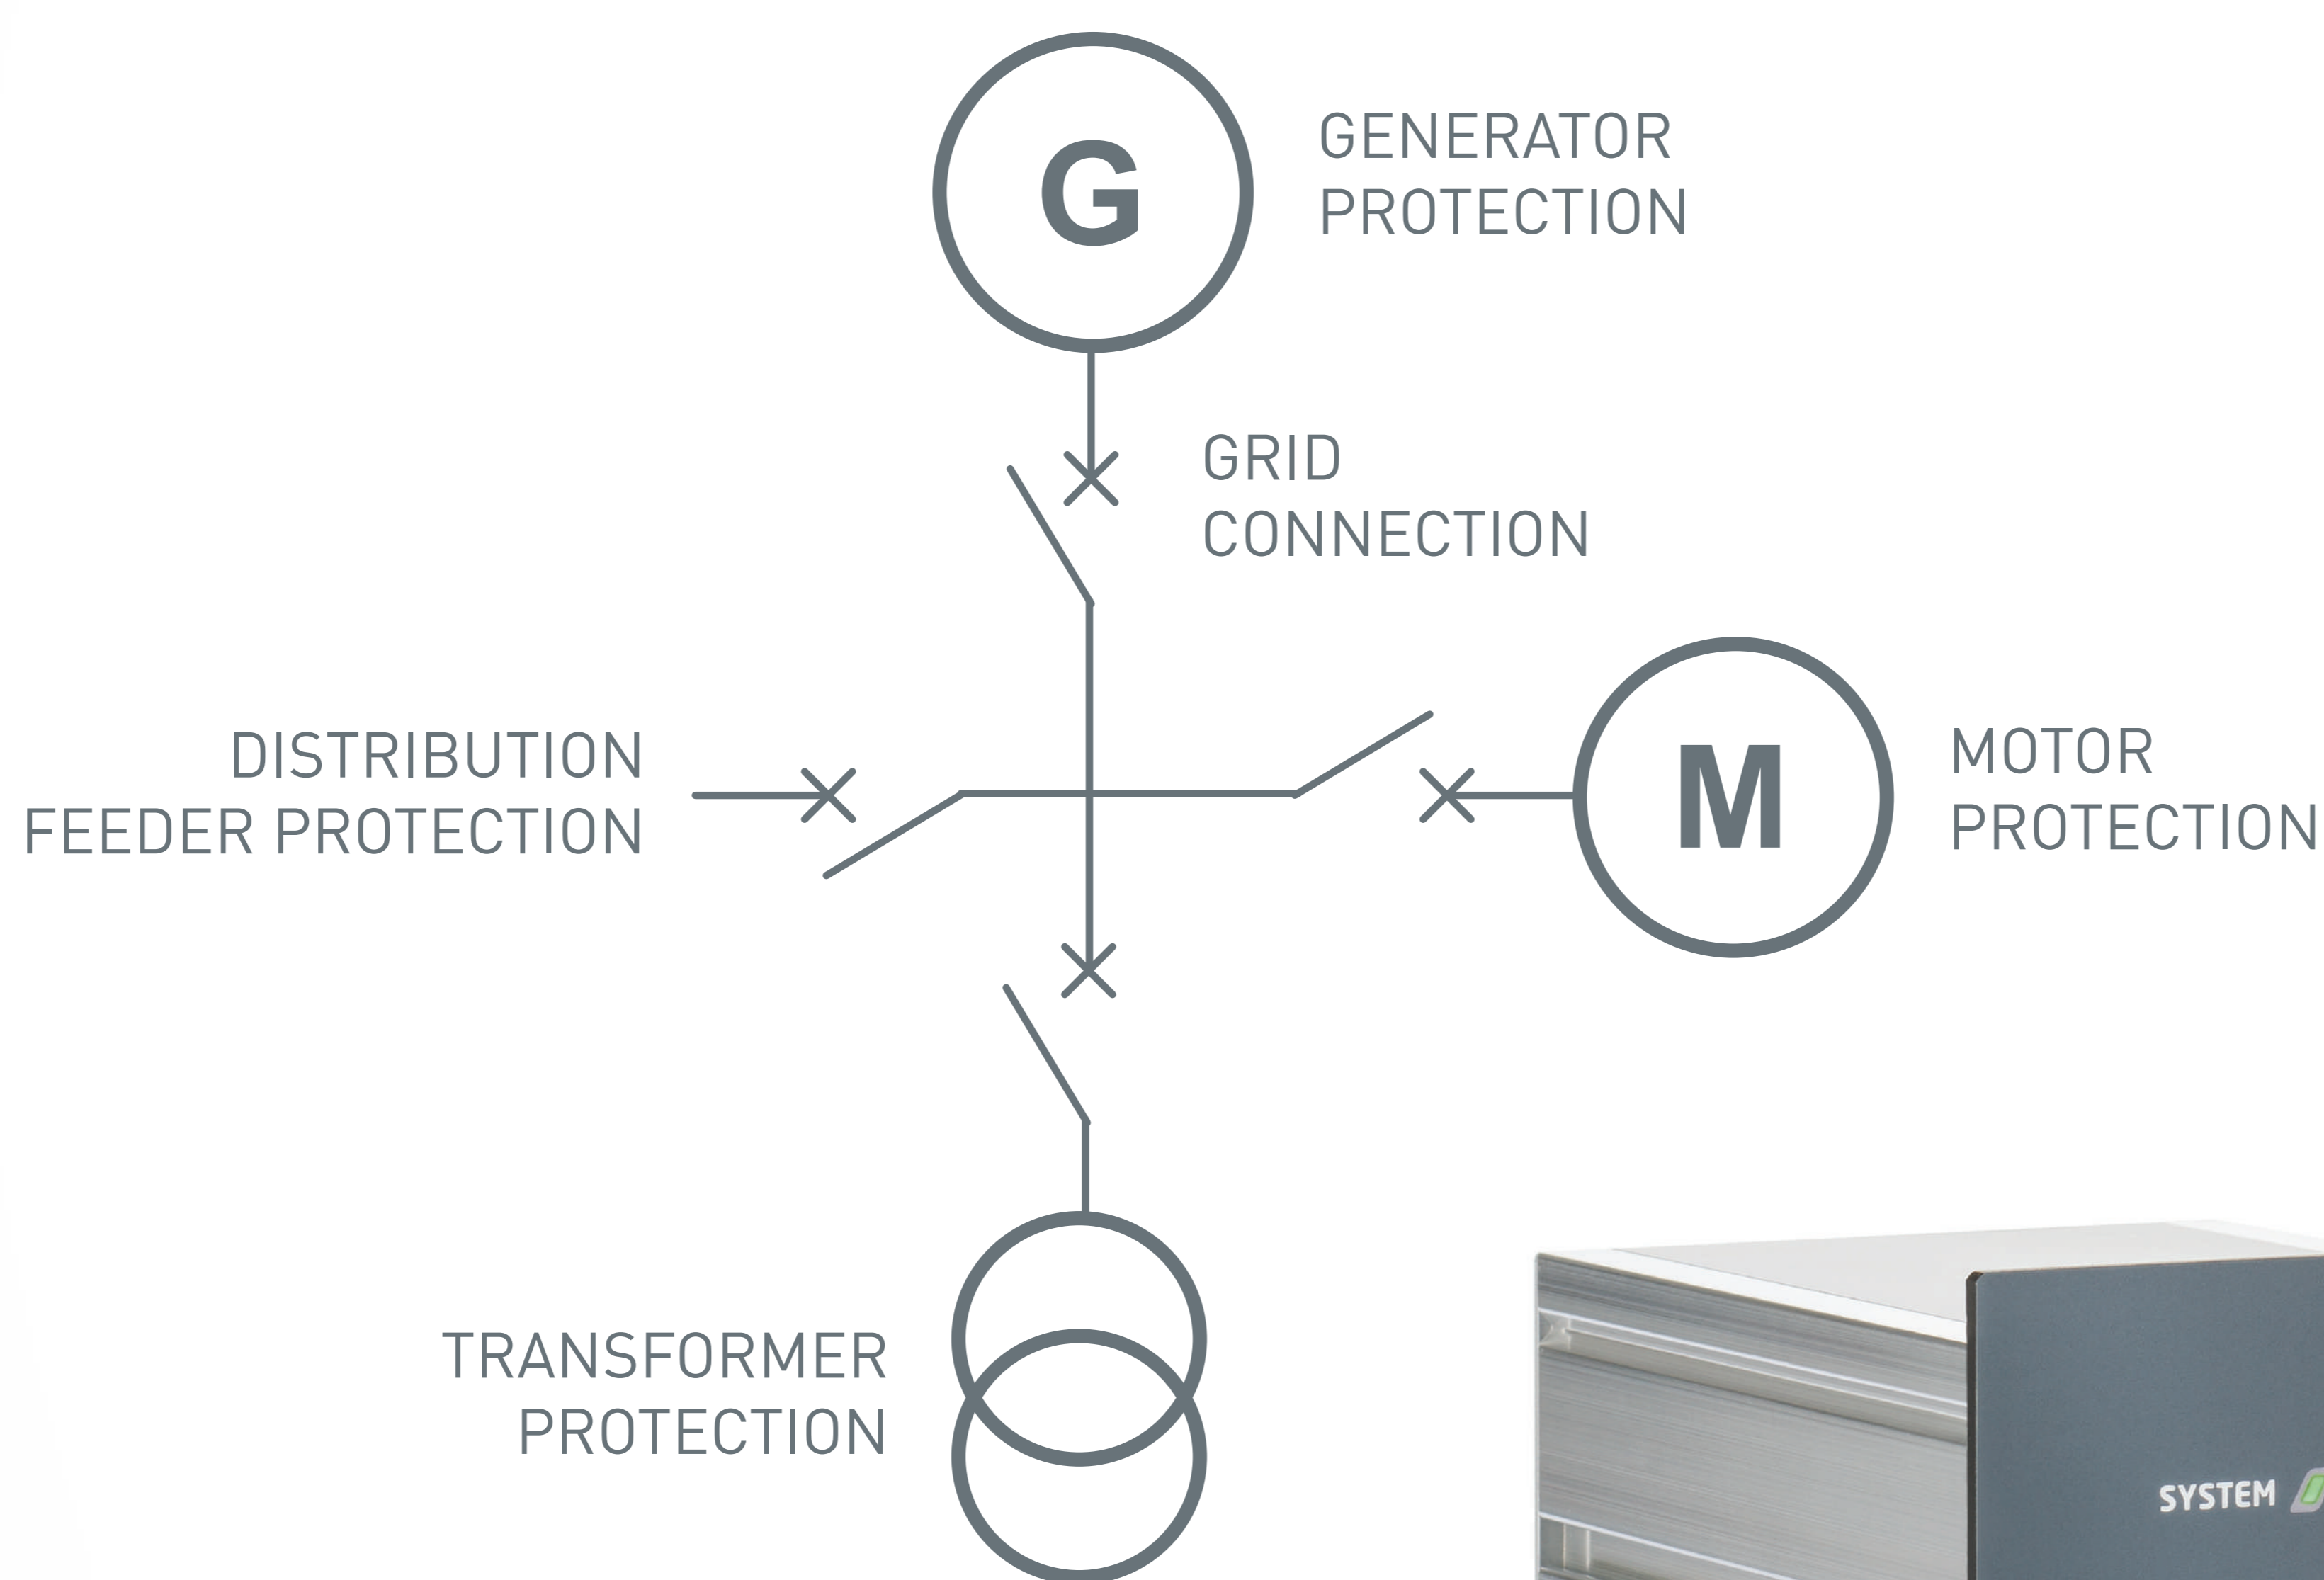 G
GENERATOR
PROTECTION
GRID
CONNECTION
DISTRIBUTION
FEEDER PROTECTION
M
MOTOR
PROTECTION
TRANSFORMER
PROTECTION
SYSTEM